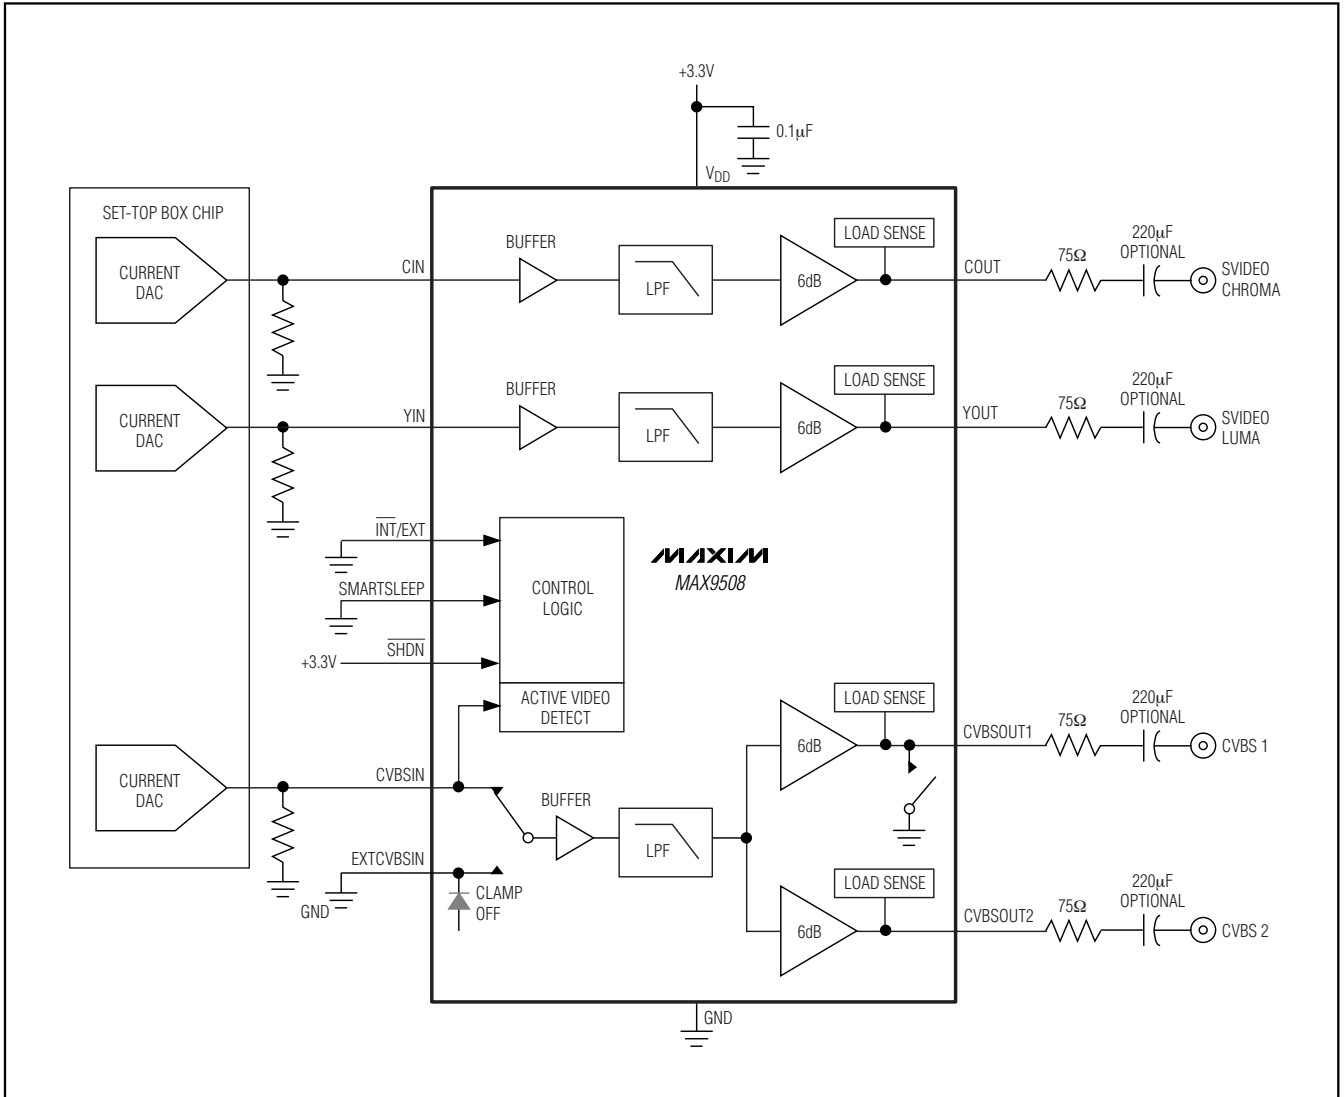 +3.3V
0.1μF
VDD
SET-TOP BOX CHIP
CURRENT
DAC
CIN
BUFFER
LPF
6dB
LOAD SENSE
COUT
75Ω
220μF
OPTIONAL
SVIDEO
CHROMA
CURRENT
DAC
YIN
BUFFER
LPF
6dB
LOAD SENSE
YOUT
75Ω
220μF
OPTIONAL
SVIDEO
LUMA
INT/EXT
SMARTSLEEP
SHDN
+3.3V
CONTROL
LOGIC
ACTIVE VIDEO
DETECT
MAXIM
MAX9508
CURRENT
DAC
CVBSIN
BUFFER
LPF
EXTCVBSIN
GND
CLAMP
OFF
6dB
LOAD SENSE
CVBSOUT1
75Ω
220μF
OPTIONAL
CVBS 1
6dB
LOAD SENSE
CVBSOUT2
75Ω
220μF
OPTIONAL
CVBS 2
GND